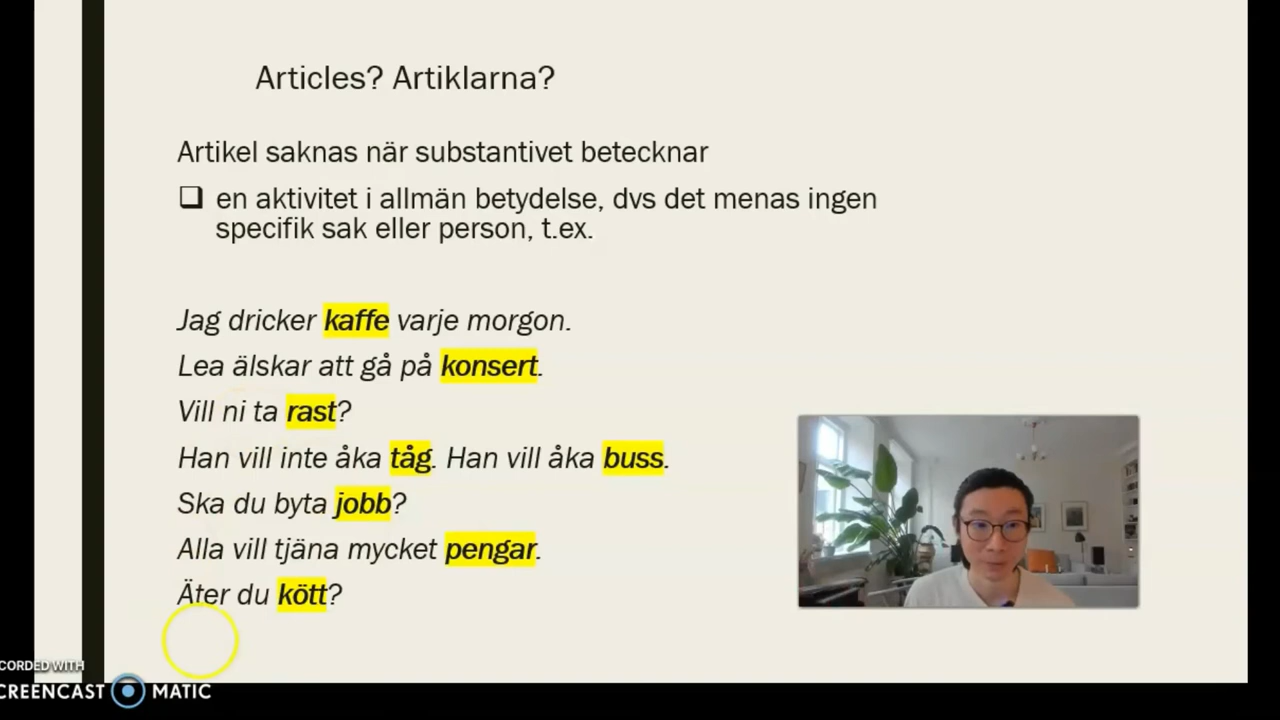 Articles? Artiklarna?
Artikel saknas när substantivet betecknar
en aktivitet i allmän betydelse, dvs det menas ingen
specifik sak eller person, t.ex.
Jag dricker kaffe varje morgon.
Lea älskar att gå på konsert.
Vill ni ta rast?
Han vill inte åka tåg. Han vill åka buss.
Ska du byta jobb?
Alla vill tjäna mycket pengar.
Äter du kött?
CORDED WITH
CREENCAST MATIC